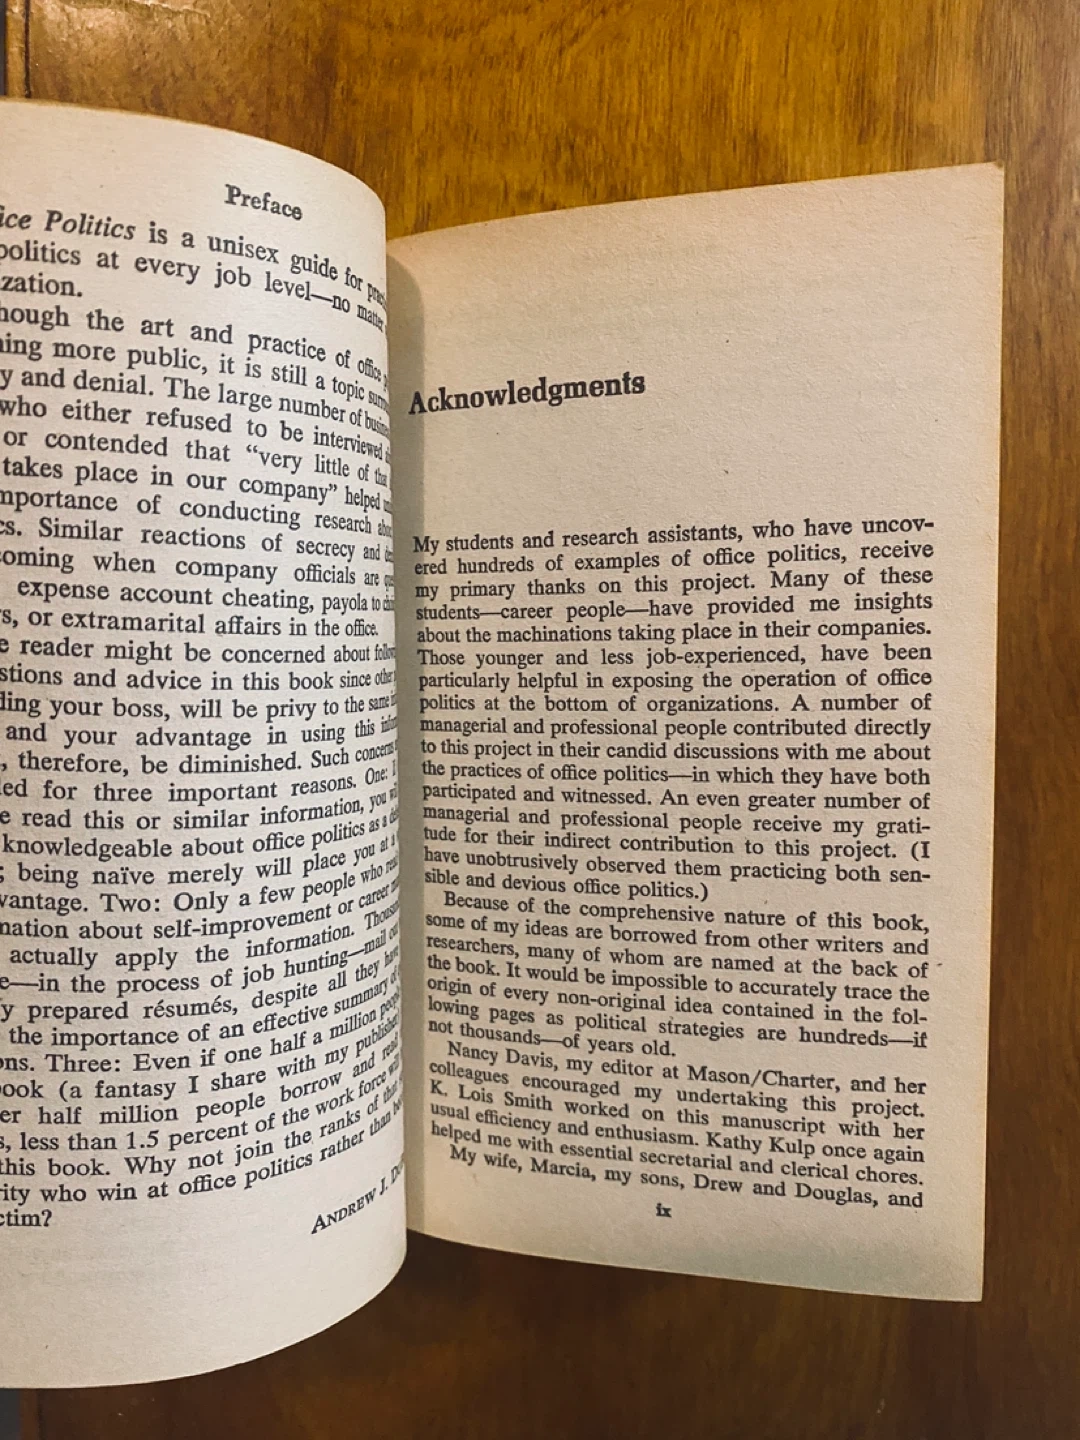 Preface
Politics is a unisex guide for
politics at every job level—no matter
the art and practice of office
more public, it is still a topic
and denial. The large number of
who either refused to be interviewed
or contended that “very little of
takes place in our company” helped
of conducting research
Similar reactions of secrecy and
when company officials are
expense account cheating, payola to
or extramarital affairs in the office.
reader might be concerned about
and advice in this book since
your boss, will be privy to the same
and your advantage in using this
therefore, be diminished. Such
for three important reasons. One:
read this or similar information, you
knowledgeable about office politics as a
being naïve merely will place you at
Two: Only a few people who
about self-improvement or career
actually apply the information.
in the process of job hunting—mail
prepared résumés, despite all they have
the importance of an effective summary
Three: Even if one half a million people
(a fantasy I share with my
half million people borrow and
less than 1.5 percent of the work force
this book. Why not join the ranks of
who win at office politics rather than
ANDREW J.
Acknowledgments
My students and research assistants, who have uncov-
ered hundreds of examples of office politics, receive
my primary thanks on this project. Many of these
students—career people—have provided me insights
about the machinations taking place in their companies.
Those younger and less job-experienced, have been
particularly helpful in exposing the operation of office
politics at the bottom of organizations. A number of
managerial and professional people contributed directly
to this project in their candid discussions with me about
the practices of office politics—in which they have both
participated and witnessed. An even greater number of
managerial and professional people receive my grati-
tude for their indirect contribution to this project. (I
have unobtrusively observed them practicing both sen-
sible and devious office politics.)
Because of the comprehensive nature of this book,
some of my ideas are borrowed from other writers and
researchers, many of whom are named at the back of
the book. It would be impossible to accurately trace the
origin of every non-original idea contained in the fol-
lowing pages as political strategies are hundreds—if
not thousands—of years old.
Nancy Davis, my editor at Mason/Charter, and her
colleagues encouraged my undertaking this project.
K. Lois Smith worked on this manuscript with her
usual efficiency and enthusiasm. Kathy Kulp once again
helped me with essential secretarial and clerical chores.
My wife, Marcia, my sons, Drew and Douglas, and
ix